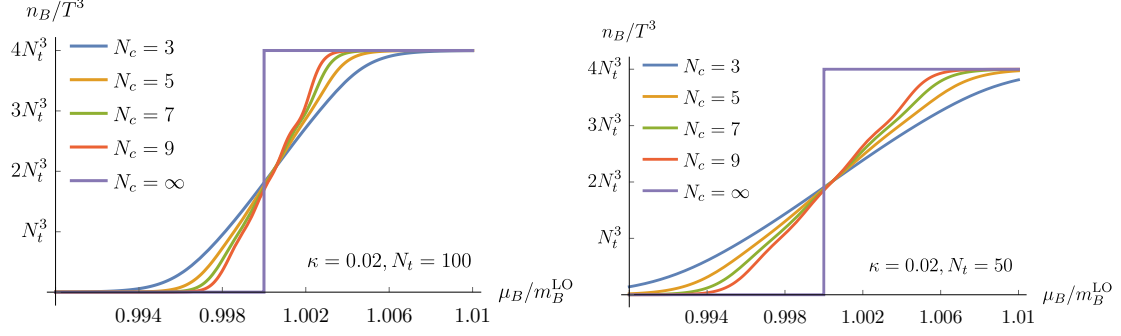 n_B/T^3
4N_t^3
3N_t^3
2N_t^3
N_t^3
N_c = 3
N_c = 5
N_c = 7
N_c = 9
N_c = ∞
κ = 0.02, N_t = 100
0.994 0.998 1.002 1.006 1.01
μ_B/m_B^LO
n_B/T^3
4N_t^3
3N_t^3
2N_t^3
N_t^3
N_c = 3
N_c = 5
N_c = 7
N_c = 9
N_c = ∞
κ = 0.02, N_t = 50
0.994 0.998 1.002 1.006 1.01
μ_B/m_B^LO